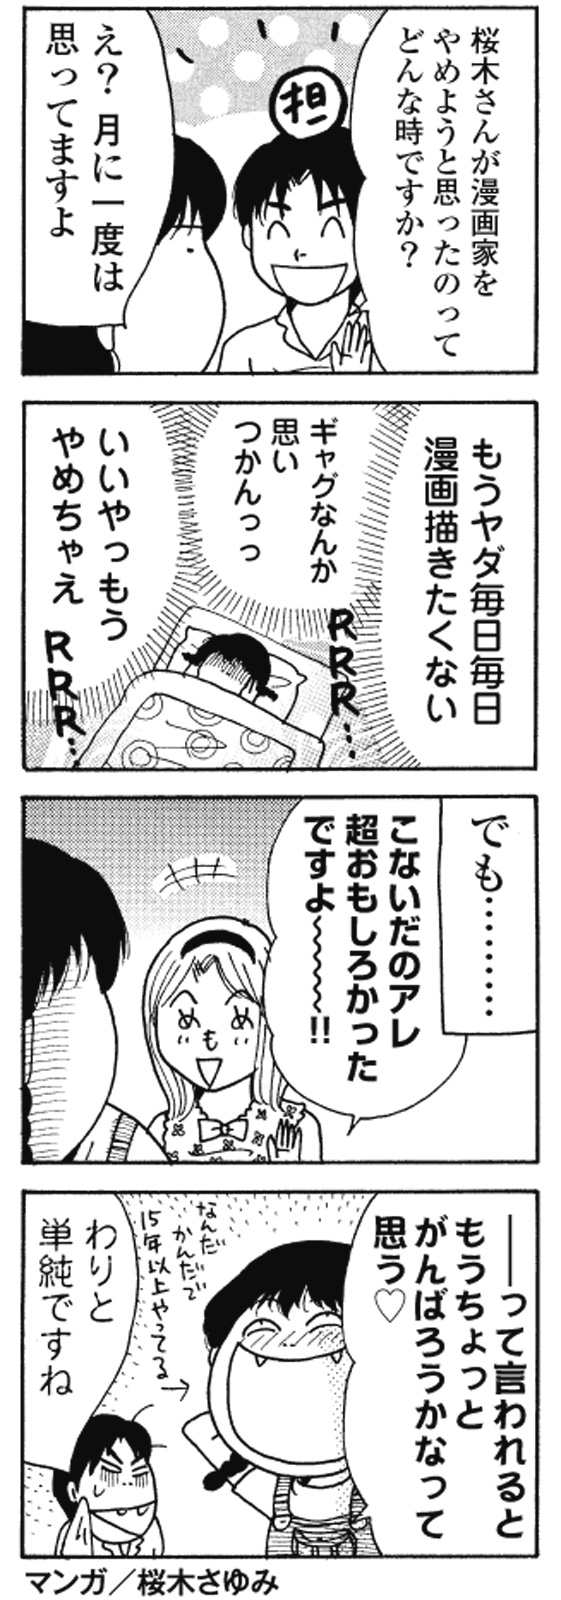 桜木さんが漫画家を
やめようと思ったのって
どんな時ですか？
担
え？月に一度は
思ってますよ
もうヤダ毎日毎日
漫画描きたくない
ギャグなんか
思い
つかんっっ
RRR…
いいやっもう
やめちゃえ
RRR…
でも………
こないだのアレ
超おもしろかった
ですよ〜〜〜〜!!
め
も
め
――って言われると
もうちょっと
がんばろうかなって
思う♡
なんだ
かんだで
15年以上やってる→
わりと
単純ですね
マンガ／桜木さゆみ